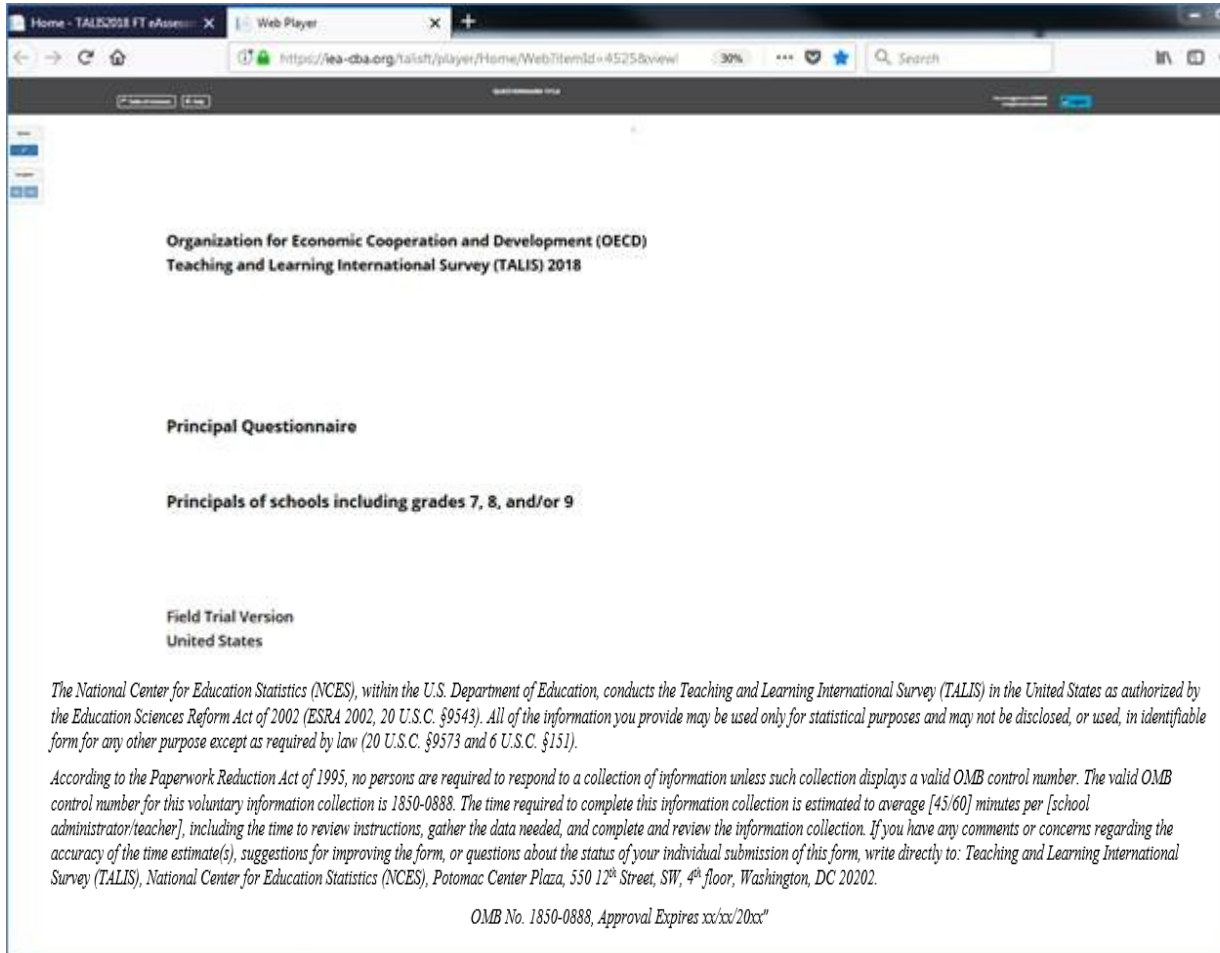 Home - TALIS2018 FT eAssess
Web Player
https://iea-dba.org/talisft/player/Home/Web?itemId=4525&viewI
30%
Search
QUESTIONNAIRE TITLE
Organization for Economic Cooperation and Development (OECD)
Teaching and Learning International Survey (TALIS) 2018
Principal Questionnaire
Principals of schools including grades 7, 8, and/or 9
Field Trial Version
United States
The National Center for Education Statistics (NCES), within the U.S. Department of Education, conducts the Teaching and Learning International Survey (TALIS) in the United States as authorized by
the Education Sciences Reform Act of 2002 (ESRA 2002, 20 U.S.C. §9543). All of the information you provide may be used only for statistical purposes and may not be disclosed, or used, in identifiable
form for any other purpose except as required by law (20 U.S.C. §9573 and 6 U.S.C. §151).
According to the Paperwork Reduction Act of 1995, no persons are required to respond to a collection of information unless such collection displays a valid OMB control number. The valid OMB
control number for this voluntary information collection is 1850-0888. The time required to complete this information collection is estimated to average [45/60] minutes per [school
administrator/teacher], including the time to review instructions, gather the data needed, and complete and review the information collection. If you have any comments or concerns regarding the
accuracy of the time estimate(s), suggestions for improving the form, or questions about the status of your individual submission of this form, write directly to: Teaching and Learning International
Survey (TALIS), National Center for Education Statistics (NCES), Potomac Center Plaza, 550 12th Street, SW, 4th floor, Washington, DC 20202.
OMB No. 1850-0888, Approval Expires xx/xx/20xx"